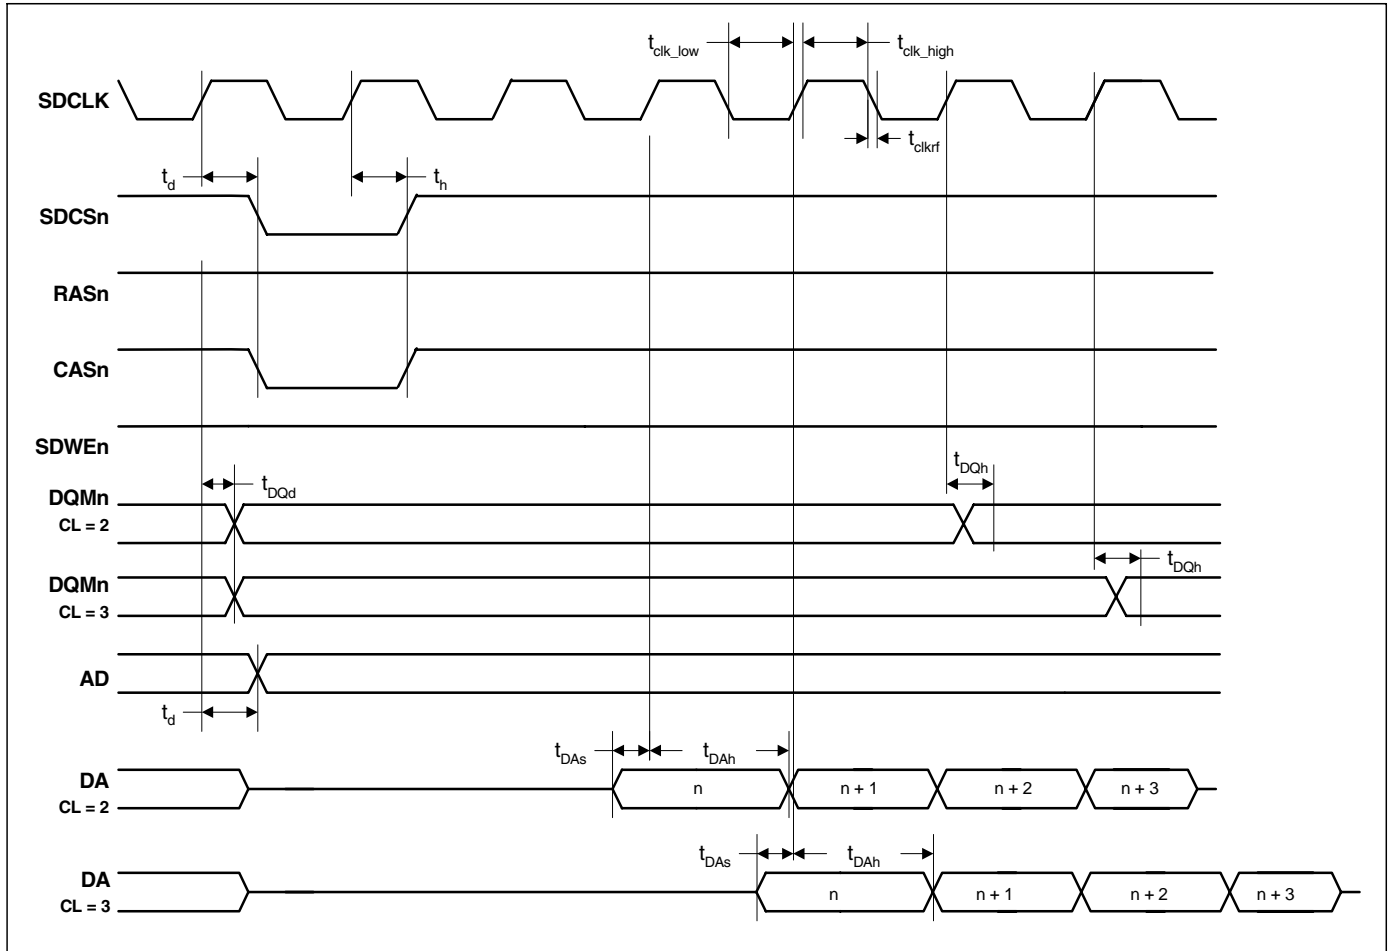 t_clk_low
t_clk_high
SDCLK
t_clkrf
t_d
t_h
SDCSn
RASn
CASn
SDWEn
t_DQh
t_DQd
DQMn
CL = 2
t_DQh
DQMn
CL = 3
AD
t_d
t_DAs
t_DAh
DA
CL = 2
n
n + 1
n + 2
n + 3
t_DAs
t_DAh
DA
CL = 3
n
n + 1
n + 2
n + 3